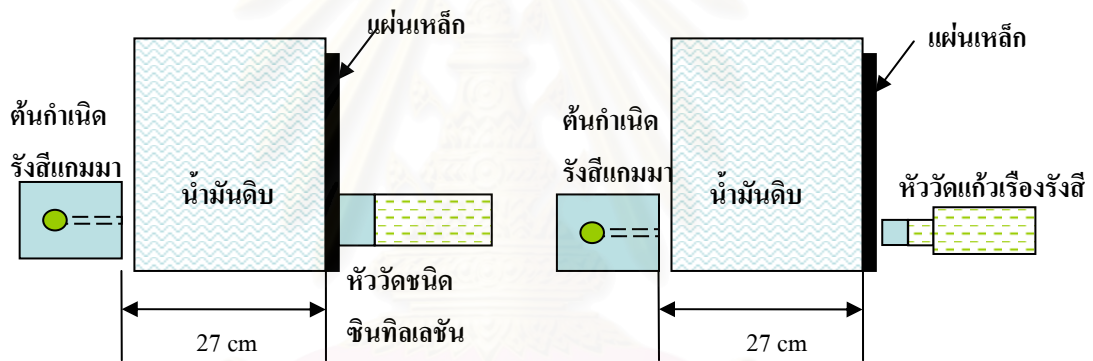 แผ่นเหล็ก
ต้นกำเนิด
รังสีแกมมา
น้ำมันดิบ
หัววัดชนิด
ซินทิลเลชัน
27 cm
แผ่นเหล็ก
ต้นกำเนิด
รังสีแกมมา
น้ำมันดิบ
หัววัดแก้วเรืองรังสี
27 cm